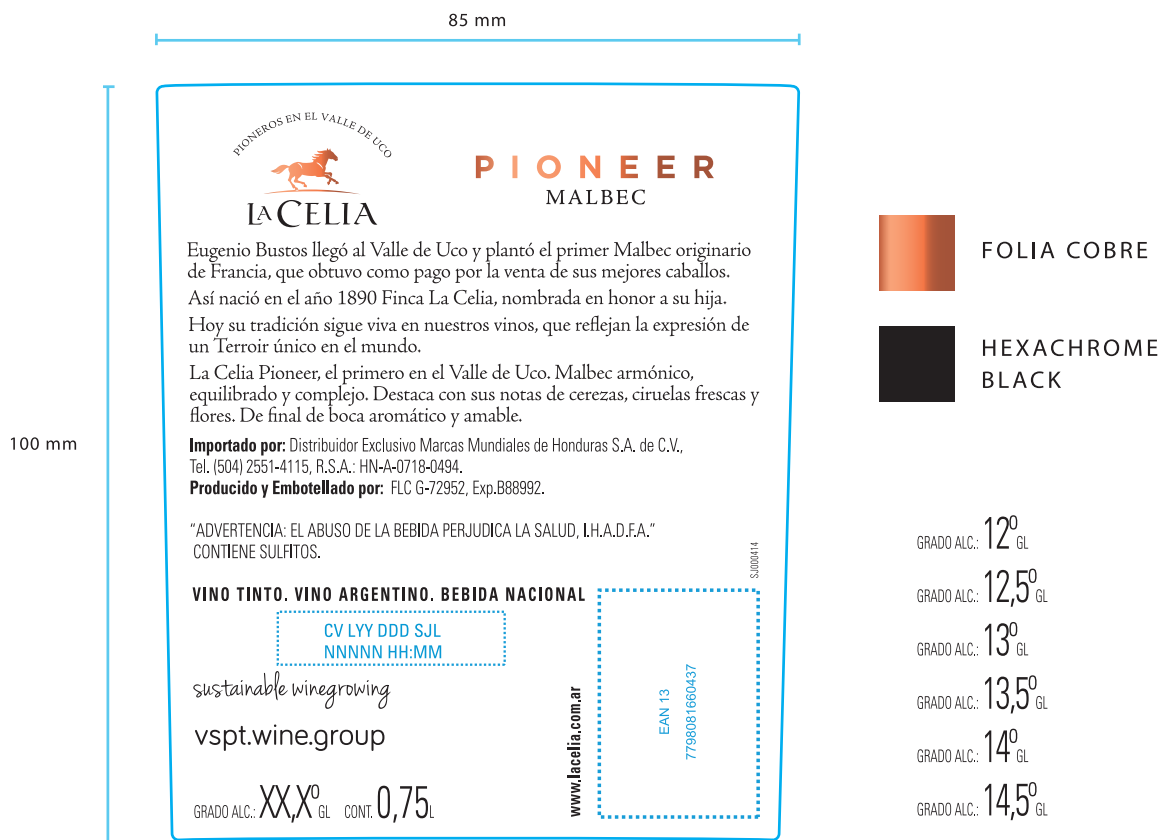 85 mm
100 mm
PIONEROS EN EL VALLE DE UCO
LA CELIA
PIONEER
MALBEC
Eugenio Bustos llegó al Valle de Uco y plantó el primer Malbec originario
de Francia, que obtuvo como pago por la venta de sus mejores caballos.
Así nació en el año 1890 Finca La Celia, nombrada en honor a su hija.
Hoy su tradición sigue viva en nuestros vinos, que reflejan la expresión de
un Terroir único en el mundo.
La Celia Pioneer, el primero en el Valle de Uco. Malbec armónico,
equilibrado y complejo. Destaca con sus notas de cerezas, ciruelas frescas y
flores. De final de boca aromático y amable.
Importado por: Distribuidor Exclusivo Marcas Mundiales de Honduras S.A. de C.V.,
Tel. (504) 2551-4115, R.S.A.: HN-A-0718-0494.
Producido y Embotellado por: FLC G-72952, Exp.B88992.
“ADVERTENCIA: EL ABUSO DE LA BEBIDA PERJUDICA LA SALUD, I.H.A.D.F.A.”
CONTIENE SULFITOS.
SJ000414
VINO TINTO. VINO ARGENTINO. BEBIDA NACIONAL
CV LYY DDD SJL
NNNNN HH:MM
sustainable winegrowing
vspt.wine.group
GRADO ALC.: XX,X° GL CONT. 0,75 L
www.lacelia.com.ar
EAN 13
7798081660437
FOLIA COBRE
HEXACHROME
BLACK
GRADO ALC.: 12° GL
GRADO ALC.: 12,5° GL
GRADO ALC.: 13° GL
GRADO ALC.: 13,5° GL
GRADO ALC.: 14° GL
GRADO ALC.: 14,5° GL